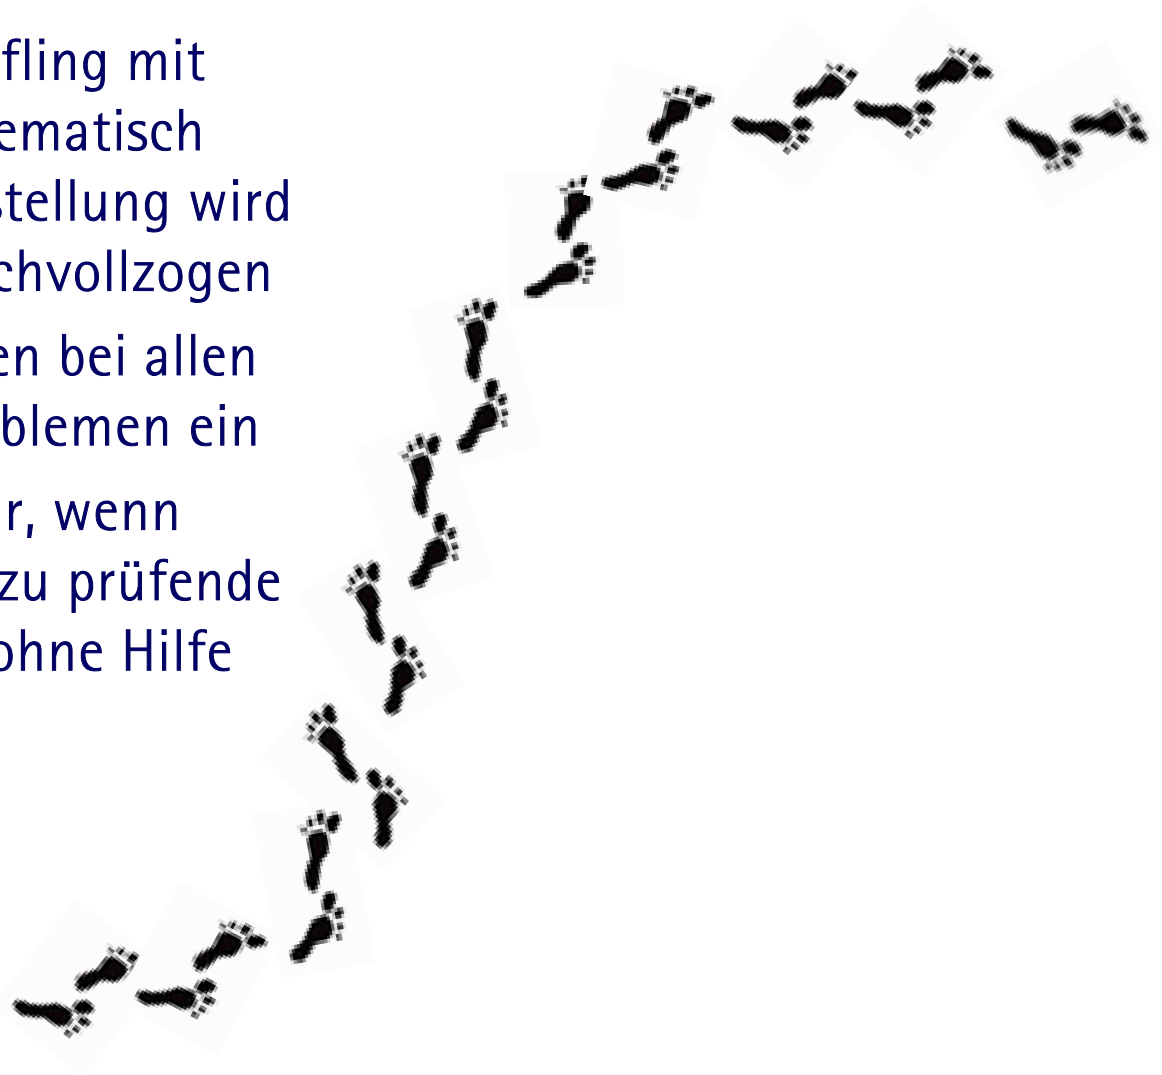 fling mit
ematisch
stellung wird
chvollzogen
en bei allen
blemen ein
r, wenn
zu prüfende
ohne Hilfe